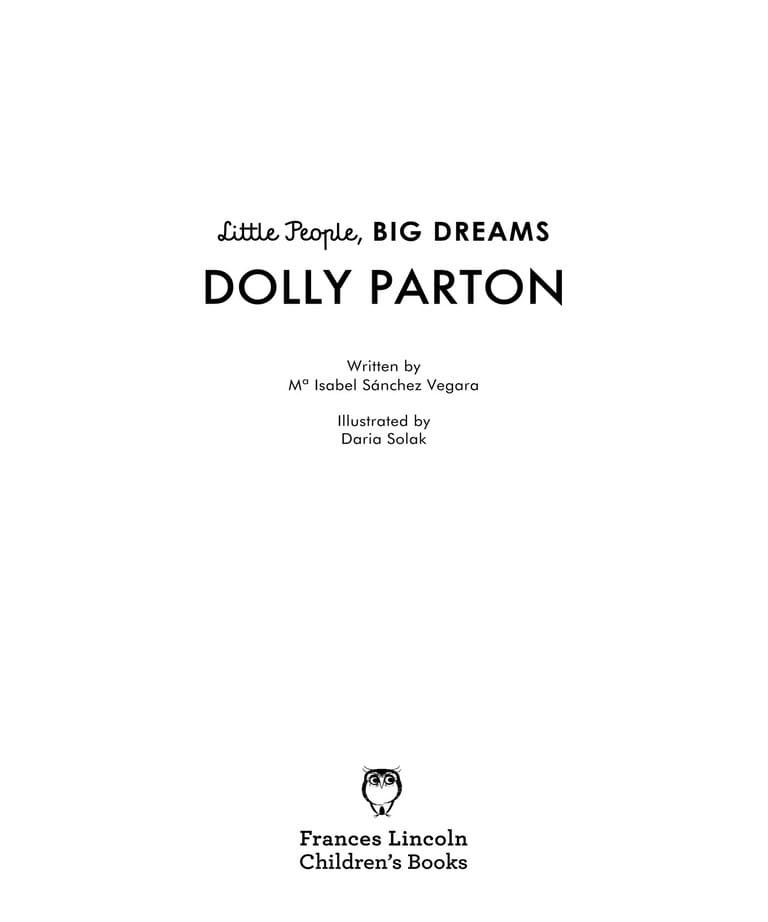 Little People, BIG DREAMS
DOLLY PARTON
Written by
Mª Isabel Sánchez Vegara
Illustrated by
Daria Solak
Frances Lincoln
Children's Books